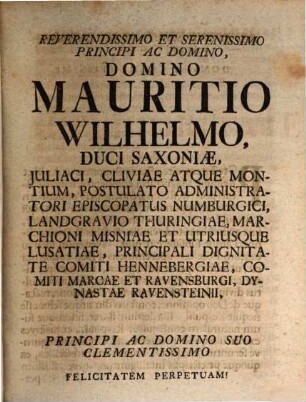 REVERENDISSIMO ET SERENISSIMO
PRINCIPI AC DOMINO,
DOMINO
MAURITIO
WILHELMO,
DUCI SAXONIÆ,
JULIACI, CLIVIAE ATQUE MON-
TIUM, POSTULATO ADMINISTRA-
TORI EPISCOPATUS NUMBURGICI,
LANDGRAVIO THURINGIAE, MAR-
CHIONI MISNIAE ET UTRIUSQUE
LUSATIAE, PRINCIPALI DIGNITA-
TE COMITI HENNEBERGIAE, CO-
MITI MARCAE ET RAVENSBURGI, DY-
NASTAE RAVENSTEINII,
PRINCIPI AC DOMINO SUO
CLEMENTISSIMO
FELICITATEM PERPETUAM!